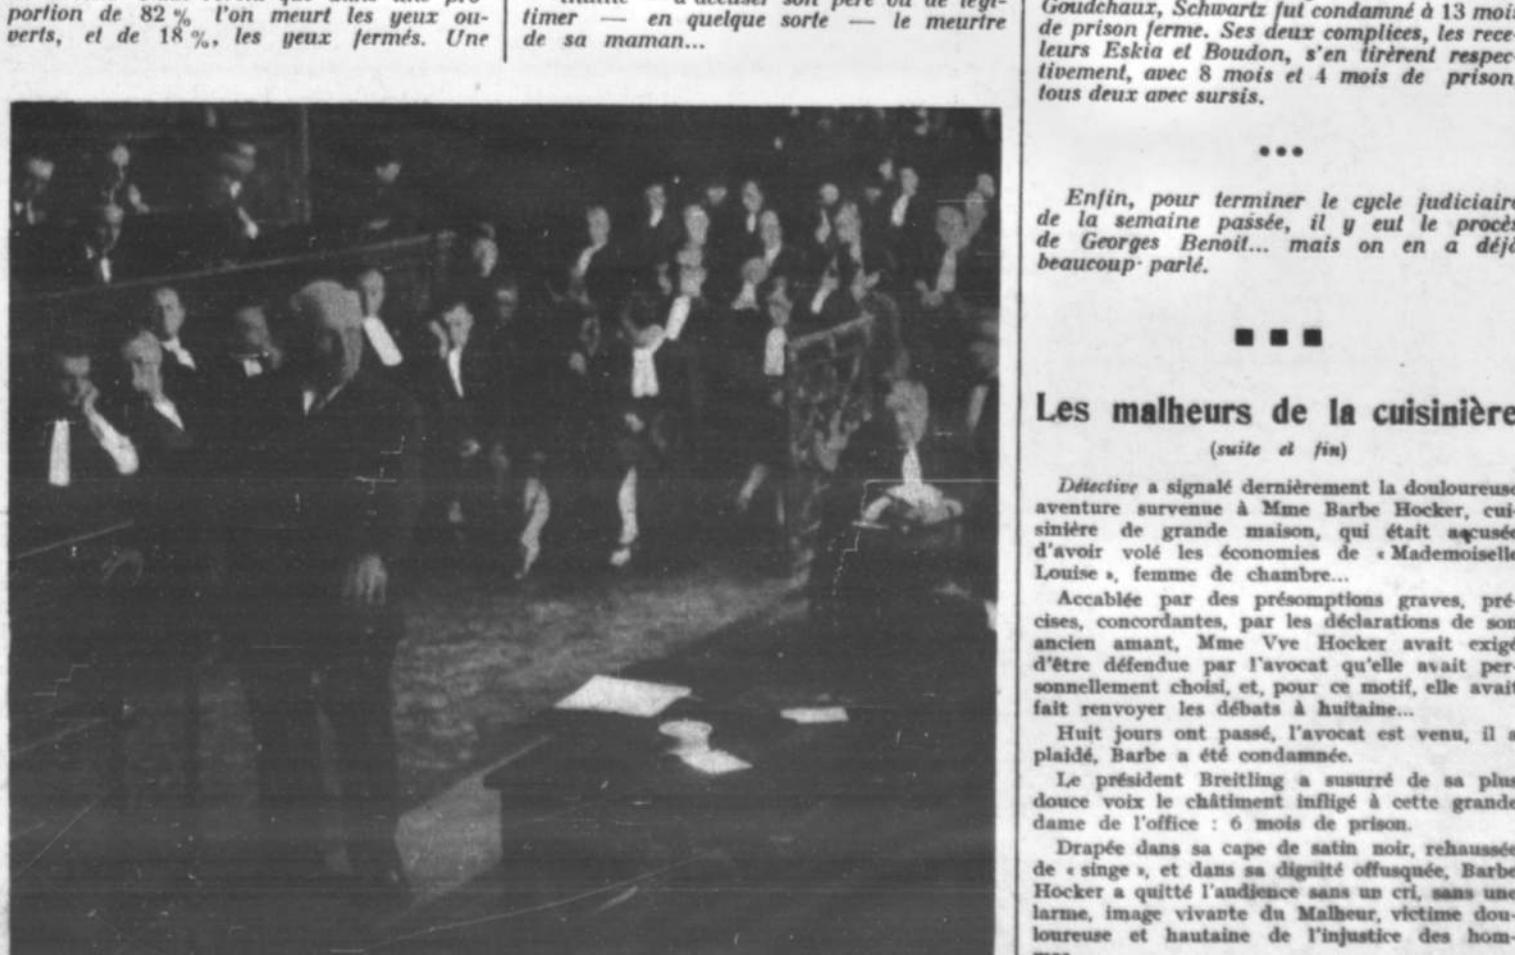 portion de 82 % l'on meurt les yeux ou-
verts, et de 18 %, les yeux fermés. Une
timer — en quelque sorte — le meurtre
de sa maman...
Goudchaux, Schwartz fut condamné à 13 mois
de prison ferme. Ses deux complices, les rece-
leurs Eskia et Boudon, s'en tirèrent respec-
tivement, avec 8 mois et 4 mois de prison,
tous deux avec sursis.
•••
Enfin, pour terminer le cycle judiciaire
de la semaine passée, il y eut le procès
de Georges Benoit... mais on en a déjà
beaucoup parlé.
■ ■ ■
Les malheurs de la cuisinière
(suite et fin)
Détective a signalé dernièrement la douloureuse
aventure survenue à Mme Barbe Hocker, cui-
sinière de grande maison, qui était accusée
d'avoir volé les économies de « Mademoiselle
Louise », femme de chambre...
Accablée par des présomptions graves, pré-
cises, concordantes, par les déclarations de son
ancien amant, Mme Vve Hocker avait exigé
d'être défendue par l'avocat qu'elle avait per-
sonnellement choisi, et, pour ce motif, elle avait
fait renvoyer les débats à huitaine...
Huit jours ont passé, l'avocat est venu, il a
plaidé, Barbe a été condamnée.
Le président Breitling a susurré de sa plus
douce voix le châtiment infligé à cette grande
dame de l'office : 6 mois de prison.
Drapée dans sa cape de satin noir, rehaussée
de « singe », et dans sa dignité offusquée, Barbe
Hocker a quitté l'audience sans un cri, sans une
larme, image vivante du Malheur, victime dou-
loureuse et hautaine de l'injustice des hom-